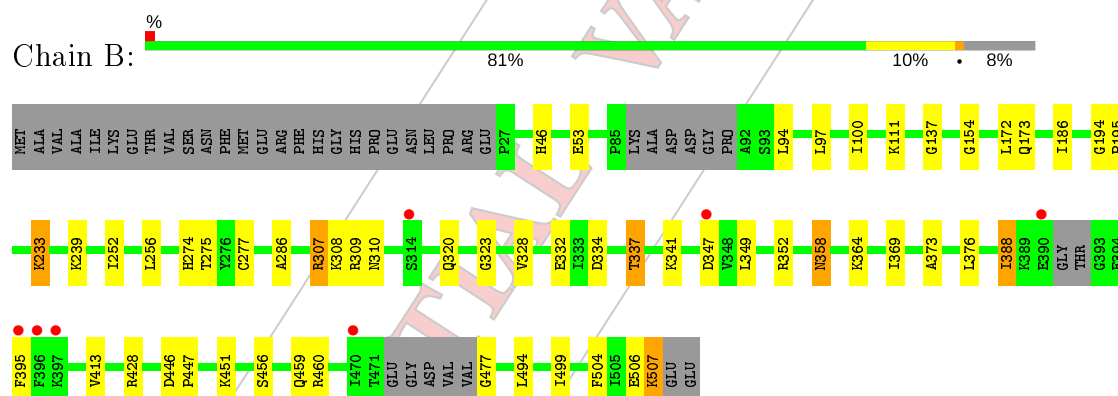 %
Chain B:
81% 10% • 8%
MET ALA VAL ALA ILE LYS GLU THR VAL SER ASN PHE MET GLU ARG PHE HIS GLY HIS PRO GLU ASN LEU PRO ARG GLU P27 H46 E53 P85 LYS ALA ASP ASP GLY PRO A92 S93 L94 L97 I100 K111 G137 G154 L172 Q173 I186 G194 P195
K233 K239 I252 L256 H274 T275 Y276 C277 A286 R307 K308 R309 N310 S314 Q320 G323 V328 E332 I333 D334 T337 K341 D347 V348 L349 R352 N358 K364 I369 A373 L376 I388 K389 E390 GLY THR G393 E394
F395 F396 K397 V413 R428 D446 P447 K451 S456 Q459 R460 I470 T471 GLU GLY ASP VAL VAL G477 L494 I499 F504 I505 E506 K507 GLU GLU